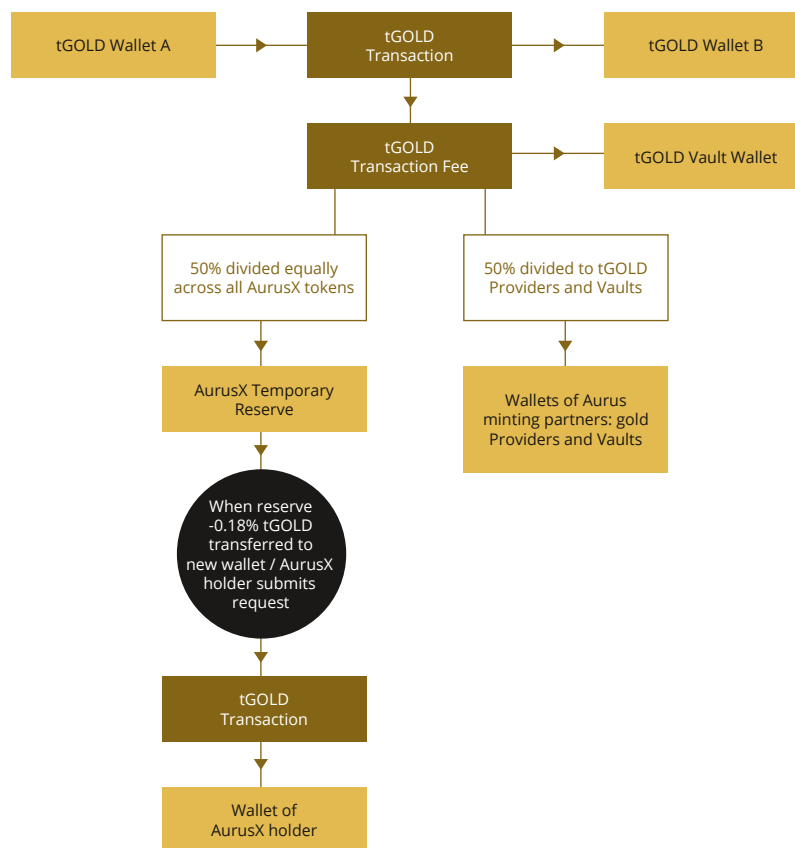 tGOLD Wallet A
tGOLD
Transaction
tGOLD Wallet B
tGOLD
Transaction Fee
tGOLD Vault Wallet
50% divided equally
across all AurusX tokens
50% divided to tGOLD
Providers and Vaults
AurusX Temporary
Reserve
Wallets of Aurus
minting partners: gold
Providers and Vaults
When reserve
-0.18% tGOLD
transferred to
new wallet / AurusX
holder submits
request
tGOLD
Transaction
Wallet of
AurusX holder